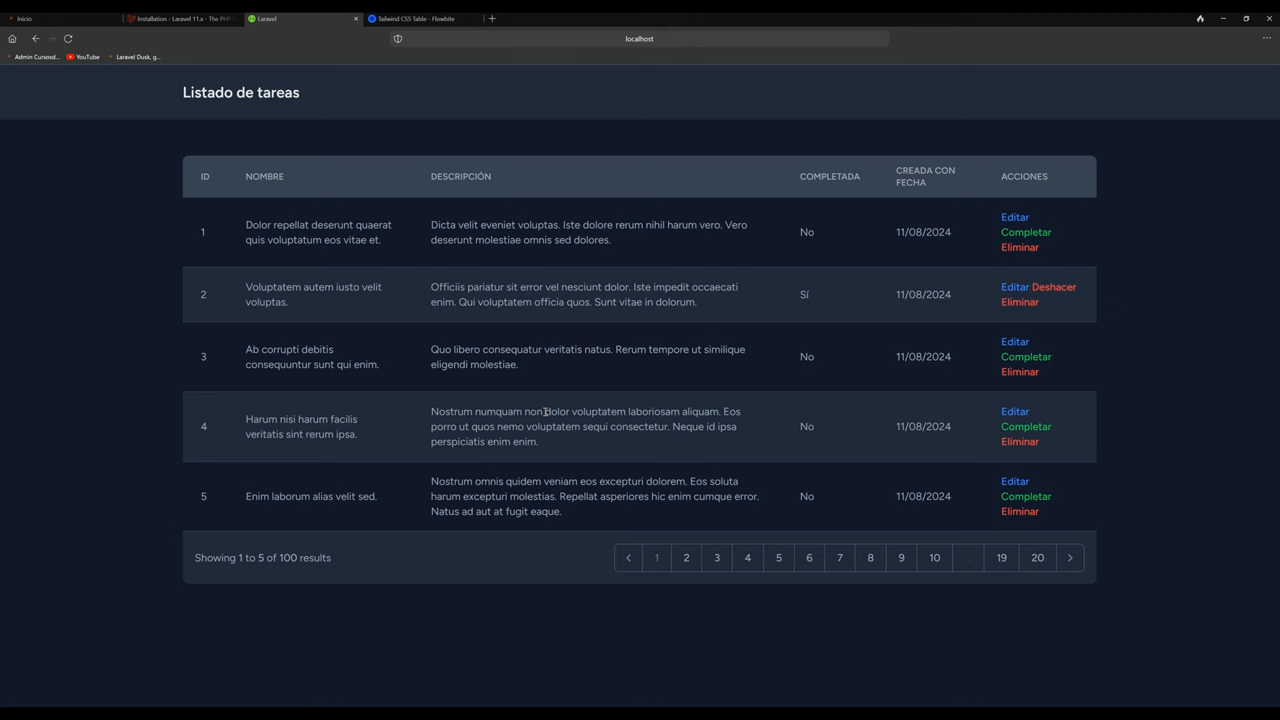 Inicio
Installation - Laravel 11.x - The PHP
Laravel
Tailwind CSS Table - Flowbite
localhost
Admin Cursosd...
YouTube
Laravel Dusk, g...
Listado de tareas
ID NOMBRE DESCRIPCIÓN COMPLETADA CREADA CON FECHA ACCIONES
1
Dolor repellat deserunt quaerat
quis voluptatum eos vitae et.
Dicta velit eveniet voluptas. Iste dolore rerum nihil harum vero. Vero
deserunt molestiae omnis sed dolores.
No
11/08/2024
Editar
Completar
Eliminar
2
Voluptatem autem iusto velit
voluptas.
Officiis pariatur sit error vel nesciunt dolor. Iste impedit occaecati
enim. Qui voluptatem officia quos. Sunt vitae in dolorum.
Sí
11/08/2024
Editar Deshacer
Eliminar
3
Ab corrupti debitis
consequuntur sunt qui enim.
Quo libero consequatur veritatis natus. Rerum tempore ut similique
eligendi molestiae.
No
11/08/2024
Editar
Completar
Eliminar
4
Harum nisi harum facilis
veritatis sint rerum ipsa.
Nostrum numquam non dolor voluptatem laboriosam aliquam. Eos
porro ut quos nemo voluptatem sequi consectetur. Neque id ipsa
perspiciatis enim enim.
No
11/08/2024
Editar
Completar
Eliminar
5
Enim laborum alias velit sed.
Nostrum omnis quidem veniam eos excepturi dolorem. Eos soluta
harum excepturi molestias. Repellat asperiores hic enim cumque error.
Natus ad aut at fugit eaque.
No
11/08/2024
Editar
Completar
Eliminar
Showing 1 to 5 of 100 results
1 2 3 4 5 6 7 8 9 10 ... 19 20